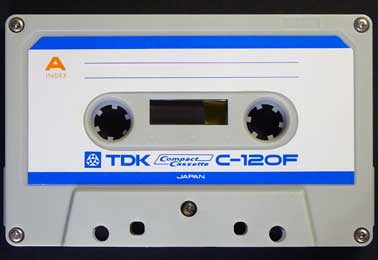 A
INDEX
TDK Compact Cassette C-120F
JAPAN